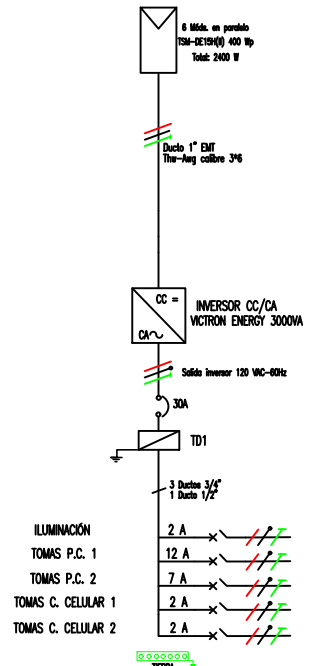 6 Móds. en paralelo
TSM-DE15H(II) 400 Wp
Total: 2400 W
Ducto 1" EMT
Thw-Awg calibre 3#6
CC =
CA
INVERSOR CC/CA
VICTRON ENERGY 3000VA
Salida inversor 120 VAC-60Hz
30A
TD1
3 Ductos 3/4"
1 Ducto 1/2"
ILUMINACIÓN 2 A
TOMAS P.C. 1 12 A
TOMAS P.C. 2 7 A
TOMAS C. CELULAR 1 2 A
TOMAS C. CELULAR 2 2 A
TIERRA